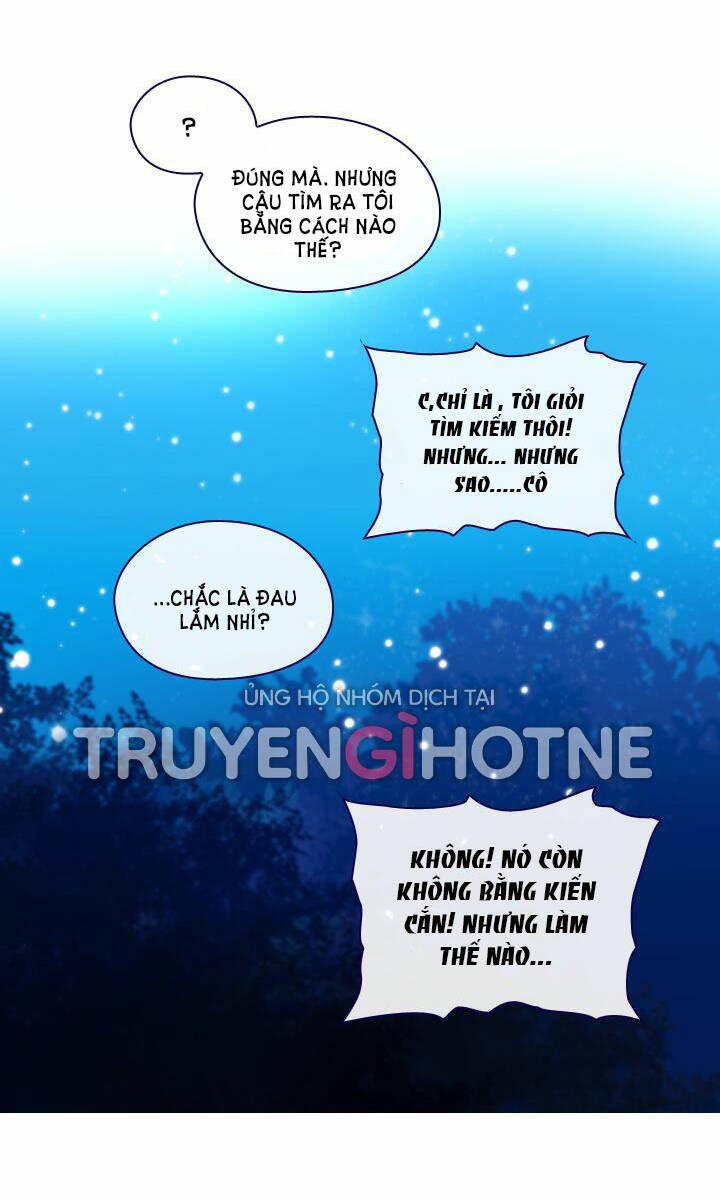 ?
ĐÚNG MÀ. NHƯNG
CẬU TÌM RA TÔI
BẰNG CÁCH NÀO
THẾ?
C,CHỈ LÀ , TÔI GIỎI
TÌM KIẾM THÔI!
NHƯNG... NHƯNG
SAO.....CÔ
...CHẮC LÀ ĐAU
LẮM NHỈ?
ỦNG HỘ NHÓM DỊCH TẠI
TRUYENGÌHOTNE
KHÔNG! NÓ CÒN
KHÔNG BẰNG KIẾN
CẮN! NHƯNG LÀM
THẾ NÀO...